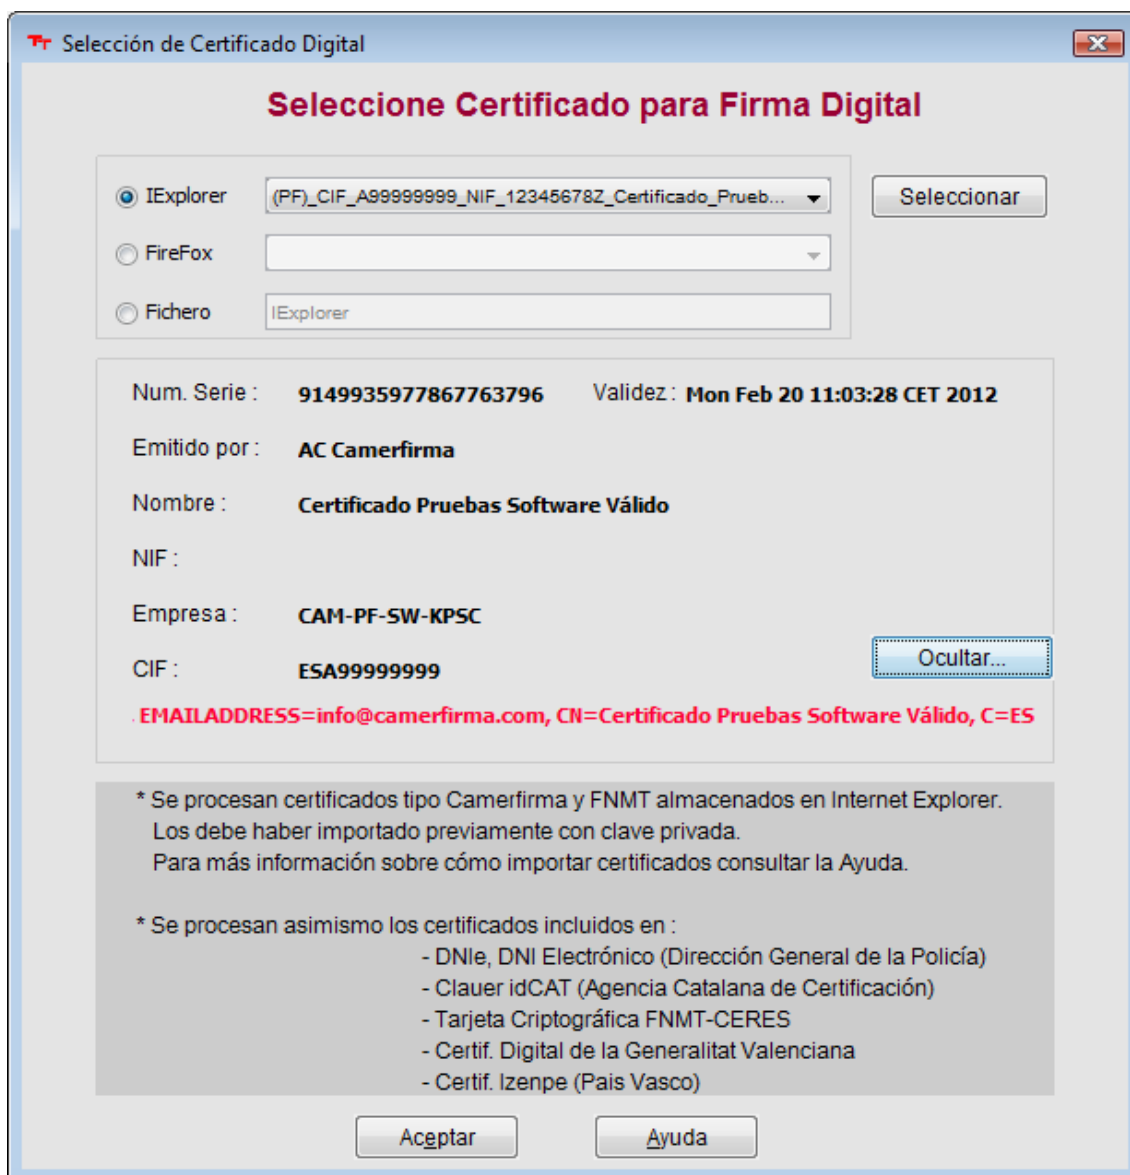 Selección de Certificado Digital
Seleccione Certificado para Firma Digital
IExplorer (PF)_CIF_A99999999_NIF_12345678Z_Certificado_Prueb... Seleccionar
FireFox
Fichero IExplorer
Num. Serie : 9149935977867763796 Validez : Mon Feb 20 11:03:28 CET 2012
Emitido por : AC Camerfirma
Nombre : Certificado Pruebas Software Válido
NIF :
Empresa : CAM-PF-SW-KPSC
CIF : ESA99999999 Ocultar...
. EMAILADDRESS=info@camerfirma.com, CN=Certificado Pruebas Software Válido, C=ES
* Se procesan certificados tipo Camerfirma y FNMT almacenados en Internet Explorer.
Los debe haber importado previamente con clave privada.
Para más información sobre cómo importar certificados consultar la Ayuda.
* Se procesan asimismo los certificados incluidos en :
- DNIe, DNI Electrónico (Dirección General de la Policía)
- Clauer idCAT (Agencia Catalana de Certificación)
- Tarjeta Criptográfica FNMT-CERES
- Certif. Digital de la Generalitat Valenciana
- Certif. Izenpe (Pais Vasco)
Aceptar Ayuda